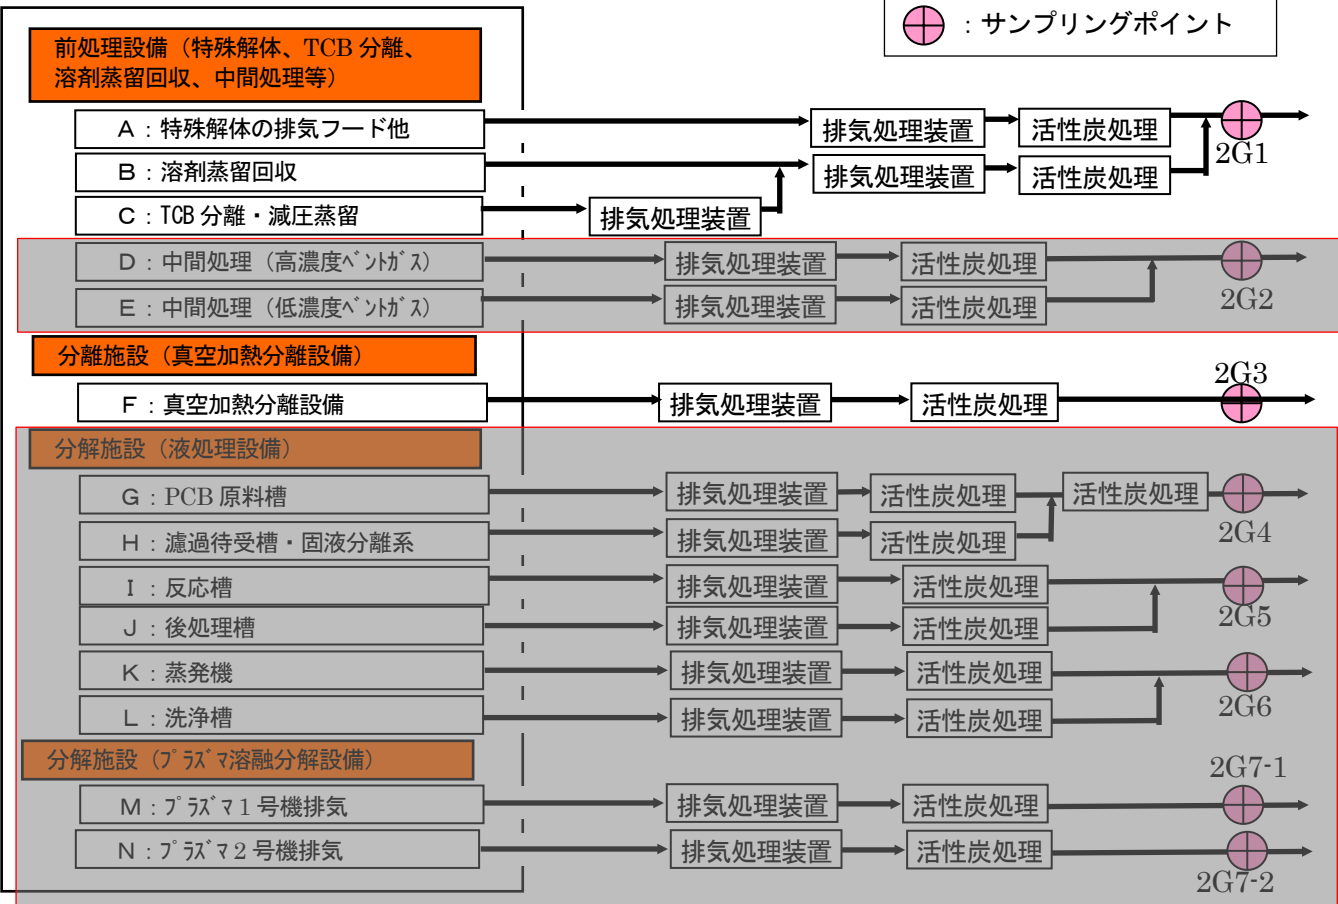 ：サンプリングポイント
前処理設備（特殊解体、TCB 分離、
溶剤蒸留回収、中間処理等）
A：特殊解体の排気フード他
排気処理装置
活性炭処理
2G1
B：溶剤蒸留回収
排気処理装置
活性炭処理
C：TCB 分離・減圧蒸留
排気処理装置
D：中間処理（高濃度ﾍﾞﾝﾄｶﾞｽ）
排気処理装置
活性炭処理
2G2
E：中間処理（低濃度ﾍﾞﾝﾄｶﾞｽ）
排気処理装置
活性炭処理
分離施設（真空加熱分離設備）
2G3
F：真空加熱分離設備
排気処理装置
活性炭処理
分解施設（液処理設備）
G：PCB 原料槽
排気処理装置
活性炭処理
活性炭処理
2G4
H：濾過待受槽・固液分離系
排気処理装置
活性炭処理
I：反応槽
排気処理装置
活性炭処理
2G5
J：後処理槽
排気処理装置
活性炭処理
K：蒸発機
排気処理装置
活性炭処理
2G6
L：洗浄槽
排気処理装置
活性炭処理
分解施設（ﾌﾟﾗｽﾞﾏ溶融分解設備）
2G7-1
M：ﾌﾟﾗｽﾞﾏ 1 号機排気
排気処理装置
活性炭処理
N：ﾌﾟﾗｽﾞﾏ 2 号機排気
排気処理装置
活性炭処理
2G7-2